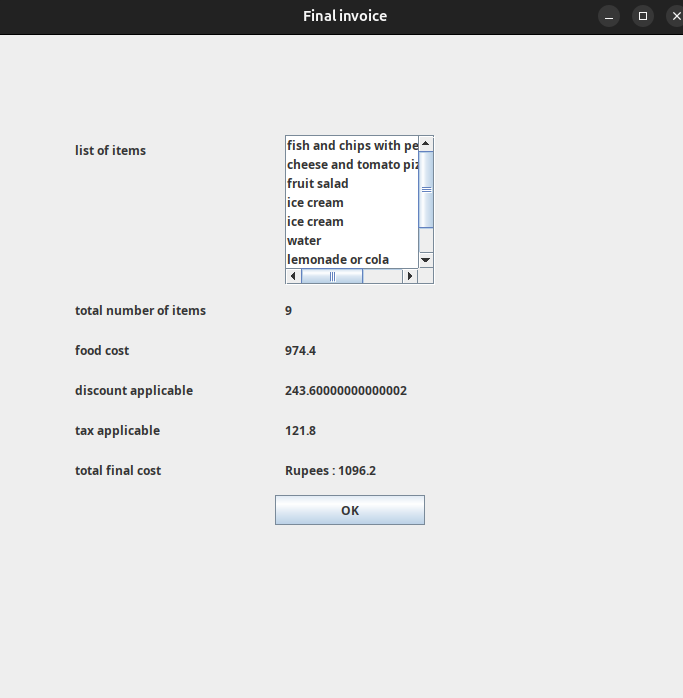 Final invoice
list of items
fish and chips with
cheese and tomato
fruit salad
ice cream
ice cream
water
lemonade or cola
total number of items 9
food cost 974.4
discount applicable 243.60000000000002
tax applicable 121.8
total final cost Rupees : 1096.2
OK